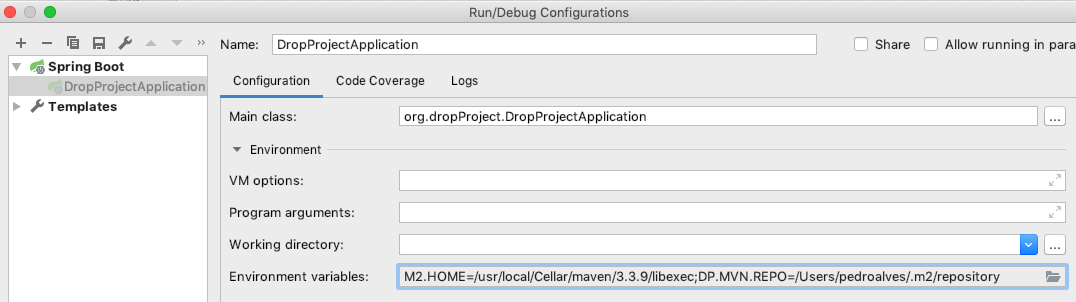 Run/Debug Configurations
Name: DropProjectApplication Share Allow running in para
Spring Boot
DropProjectApplication
Templates
Configuration Code Coverage Logs
Main class: org.dropProject.DropProjectApplication ...
Environment
VM options:
Program arguments:
Working directory: ...
Environment variables: M2.HOME=/usr/local/Cellar/maven/3.3.9/libexec;DP.MVN.REPO=/Users/pedroalves/.m2/repository